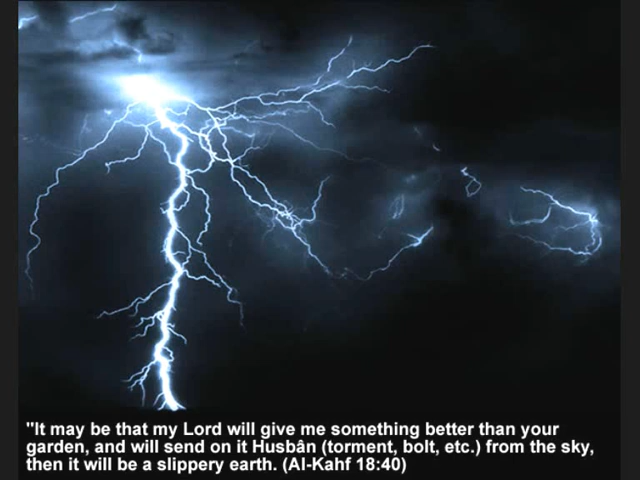 "It may be that my Lord will give me something better than your
garden, and will send on it Husbân (torment, bolt, etc.) from the sky,
then it will be a slippery earth. (Al-Kahf 18:40)